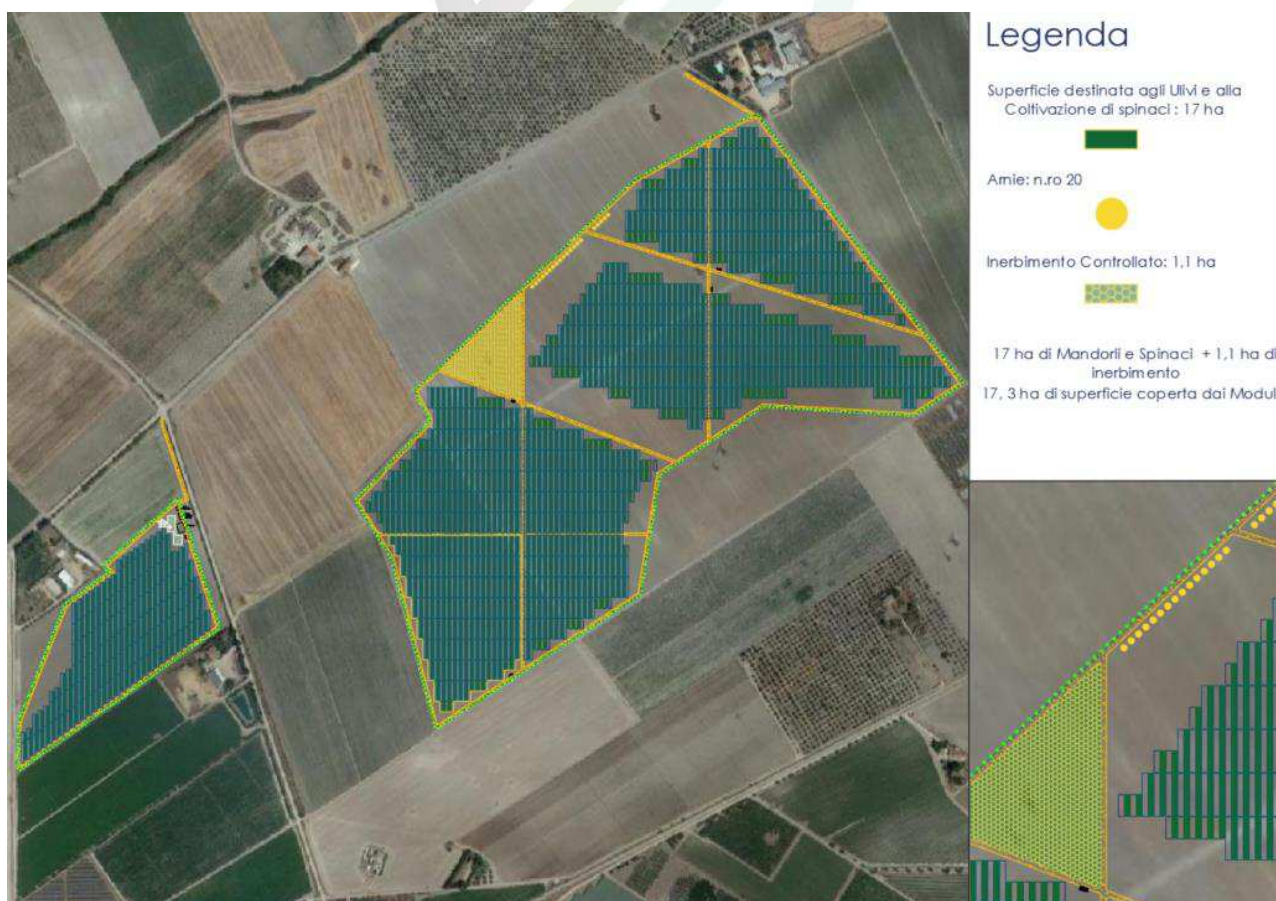 Legenda
Superficie destinata agli Ulivi e alla
Coltivazione di spinaci : 17 ha
Arnie: n.ro 20
Inerbimento Controllato: 1,1 ha
17 ha di Mandorli e Spinaci + 1,1 ha di
inerbimento
17, 3 ha di superficie coperta dai Modul